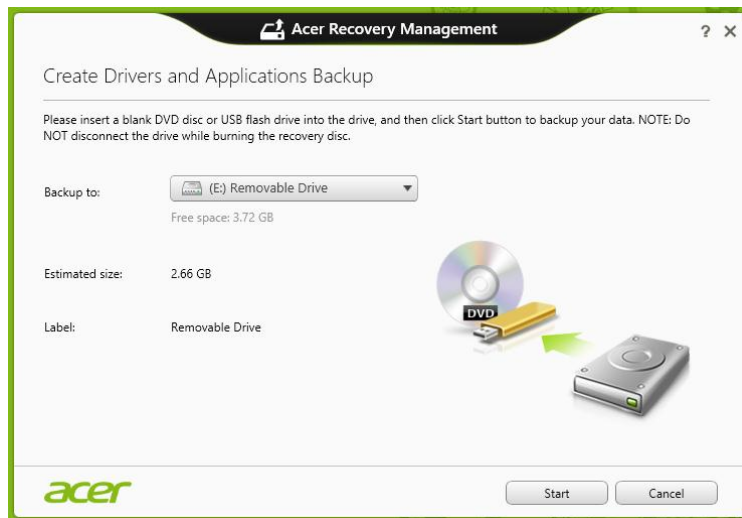 Acer Recovery Management
?
Create Drivers and Applications Backup
Please insert a blank DVD disc or USB flash drive into the drive, and then click Start button to backup your data. NOTE: Do
NOT disconnect the drive while burning the recovery disc.
Backup to:
(E:) Removable Drive
Free space: 3.72 GB
Estimated size:
2.66 GB
Label:
Removable Drive
DVD
acer
Start
Cancel